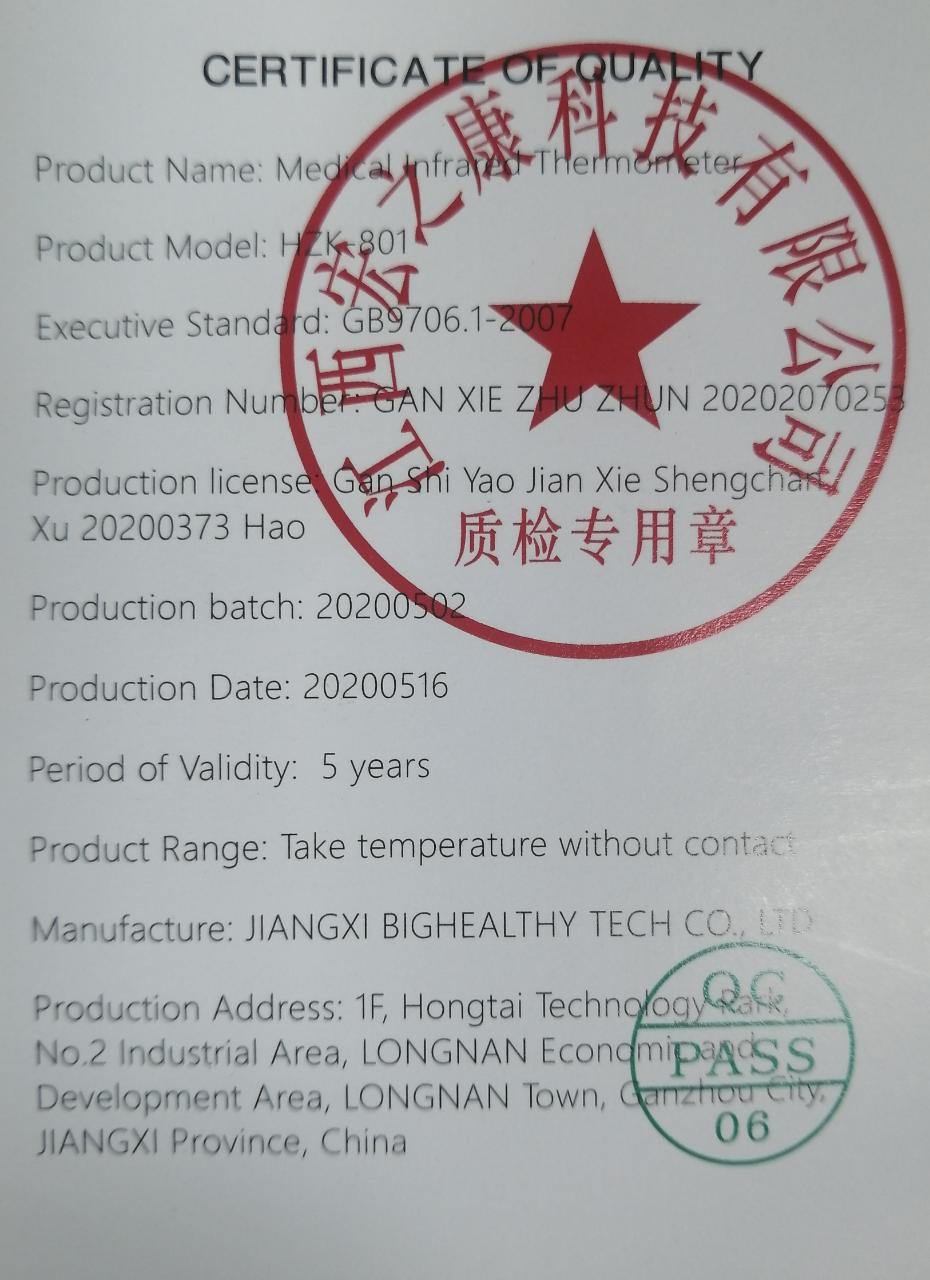 CERTIFICATE OF QUALITY
Product Name: Medical Infrared Thermometer
Product Model: HZK-801
Executive Standard: GB9706.1-2007
Registration Number: GAN XIE ZHU ZHUN 20202070253
Production license: Gan Shi Yao Jian Xie Shengchan
Xu 20200373 Hao
Production batch: 20200502
Production Date: 20200516
Period of Validity: 5 years
Product Range: Take temperature without contact
Manufacture: JIANGXI BIGHEALTHY TECH CO., LTD
Production Address: 1F, Hongtai Technology Park,
No.2 Industrial Area, LONGNAN Economic and
Development Area, LONGNAN Town, Ganzhou City,
JIANGXI Province, China
江西宏之康科技有限公司
质检专用章
QC
PASS
06